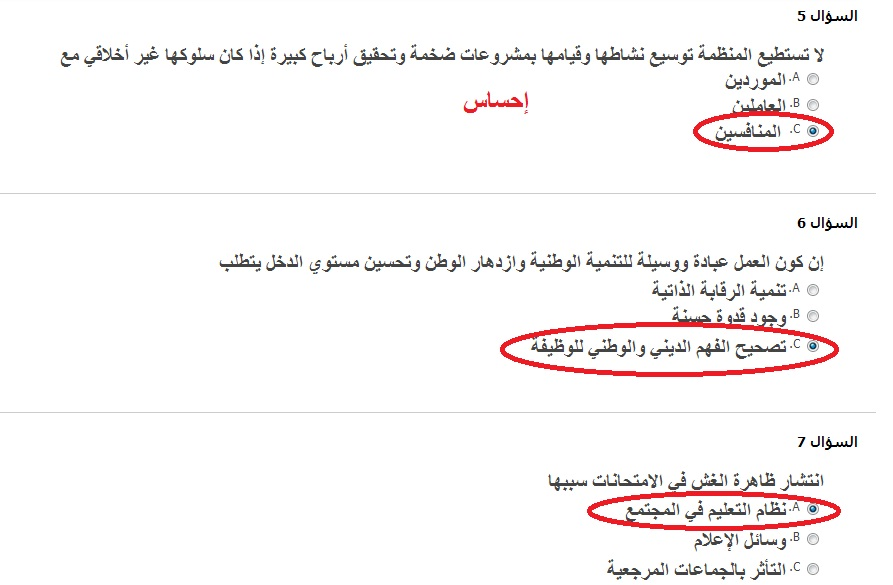 السؤال 5
لا تستطيع المنظمة توسيع نشاطها وقيامها بمشروعات ضخمة وتحقيق أرباح كبيرة إذا كان سلوكها غير أخلاقي مع
A. الموردين
B. العاملين
إحساس
C. المنافسين
السؤال 6
إن كون العمل عبادة ووسيلة للتنمية الوطنية وازدهار الوطن وتحسين مستوي الدخل يتطلب
A. تنمية الرقابة الذاتية
B. وجود قدوة حسنة
C. تصحيح الفهم الديني والوطني للوظيفة
السؤال 7
انتشار ظاهرة الغش في الامتحانات سببها
A. نظام التعليم في المجتمع
B. وسائل الإعلام
C. التأثر بالجماعات المرجعية